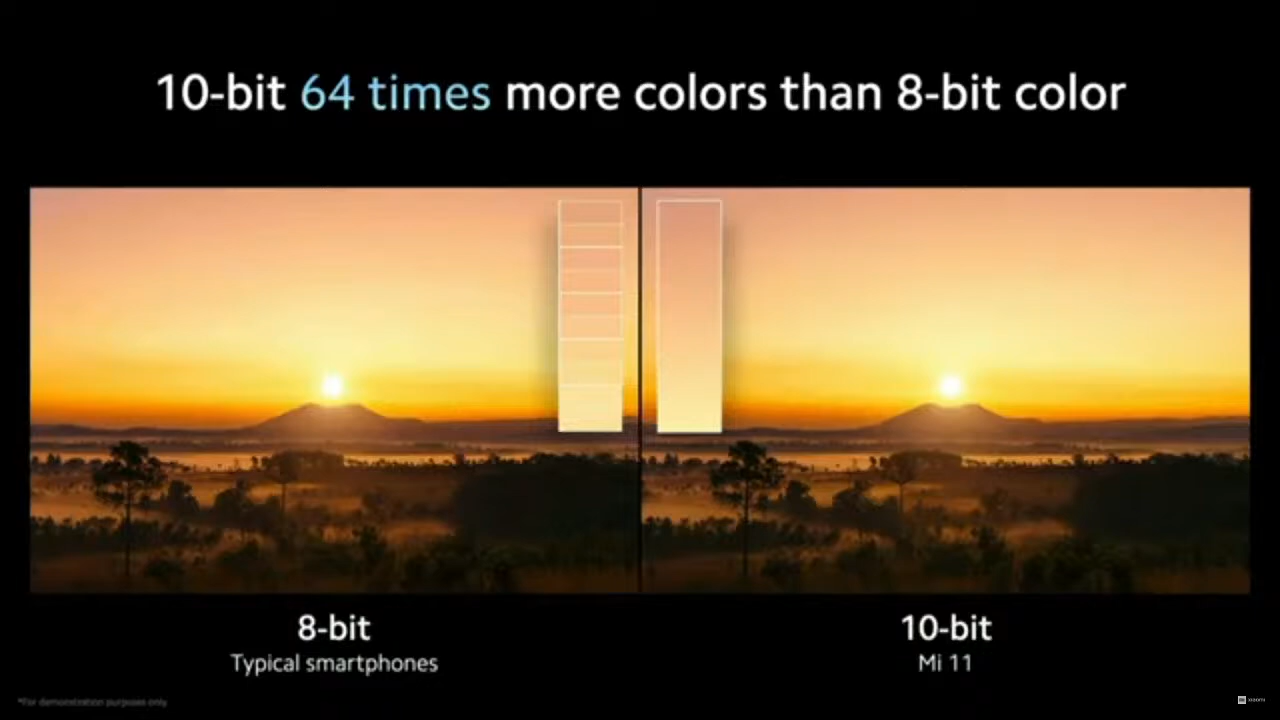 10-bit 64 times more colors than 8-bit color
8-bit
Typical smartphones
10-bit
Mi 11
*For demonstration purposes only
xiaomi